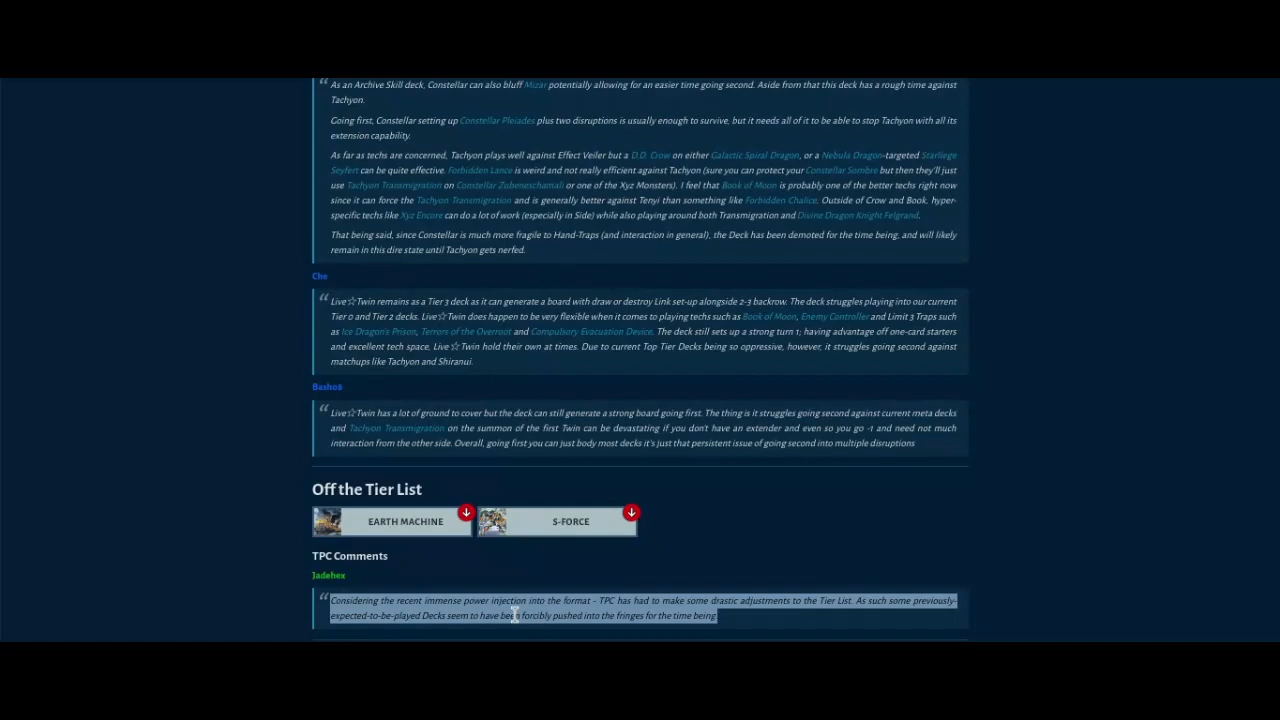 As an Archive Skill deck, Constellar can also bluff Mizar potentially allowing for an easier time going second. Aside from that this deck has a rough time against
Tachyon.
Going first, Constellar setting up Constellar Pleiades plus two disruptions is usually enough to survive, but it needs all of it to be able to stop Tachyon with all its
extension capability.
As far as techs are concerned, Tachyon plays well against Effect Veiler but a D.D. Crow on either Galactic Spiral Dragon, or a Nebula Dragon-targeted Starliege
Seyfert can be quite effective. Forbidden Lance is weird and not really efficient against Tachyon (sure you can protect your Constellar Sombre but then they'll just
use Tachyon Transmigration on Constellar Zubeneschamali or one of the Xyz Monsters). I feel that Book of Moon is probably one of the better techs right now
since it can force the Tachyon Transmigration and is generally better against Tenyi than something like Forbidden Chalice. Outside of Crow and Book, hyper-
specific techs like Xyz Encore can do a lot of work (especially in Side) while also playing around both Transmigration and Divine Dragon Knight Felgrand.
That being said, since Constellar is much more fragile to Hand-Traps (and interaction in general), the Deck has been demoted for the time being, and will likely
remain in this dire state until Tachyon gets nerfed.
Che
Live☆Twin remains as a Tier 3 deck as it can generate a board with draw or destroy Link set-up alongside 2-3 backrow. The deck struggles playing into our current
Tier 0 and Tier 2 decks. Live☆Twin does happen to be very flexible when it comes to playing techs such as Book of Moon, Enemy Controller and Limit 3 Traps such
as Ice Dragon's Prison, Terrors of the Overroot and Compulsory Evacuation Device. The deck still sets up a strong turn 1; having advantage off one-card starters
and excellent tech space, Live☆Twin hold their own at times. Due to current Top Tier Decks being so oppressive, however, it struggles going second against
matchups like Tachyon and Shiranui.
Basho8
Live☆Twin has a lot of ground to cover but the deck can still generate a strong board going first. The thing is it struggles going second against current meta decks
and Tachyon Transmigration on the summon of the first Twin can be devastating if you don't have an extender and even so you go -1 and need not much
interaction from the other side. Overall, going first you can just body most decks it's just that persistent issue of going second into multiple disruptions
Off the Tier List
EARTH MACHINE
S-FORCE
TPC Comments
Jadehex
Considering the recent immense power injection into the format - TPC has had to make some drastic adjustments to the Tier List. As such some previously-
expected-to-be-played Decks seem to have been forcibly pushed into the fringes for the time being.